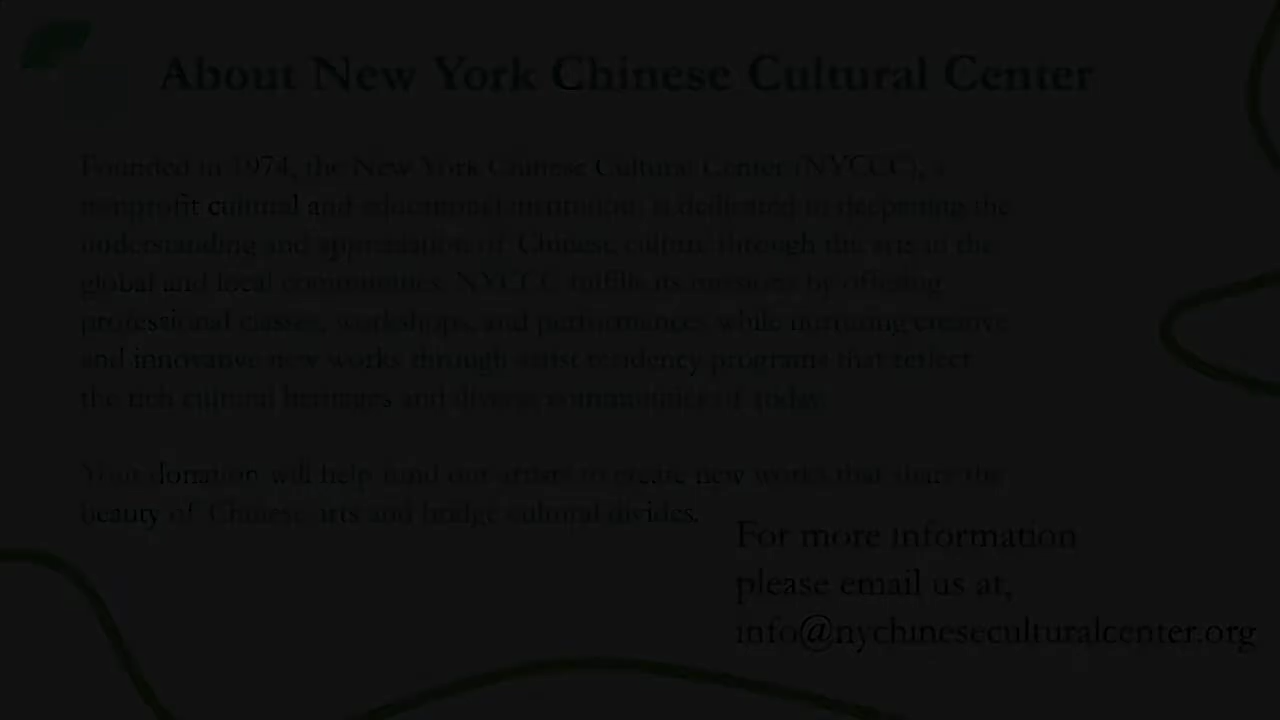 About New York Chinese Cultural Center
Founded in 1974, the New York Chinese Cultural Center (NYCCC), a
nonprofit cultural and educational institution, is dedicated to deepening the
understanding and appreciation of Chinese culture through the arts in the
global and local communities. NYCCC fulfills its missions by offering
professional classes, workshops, and performances while nurturing creative
and innovative new works through artist residency programs that reflect
the rich cultural heritages and diverse communities of today.
Your donation will help fund our artists to create new works that share the
beauty of Chinese arts and bridge cultural divides.
For more information
please email us at,
info@nychineseculturalcenter.org